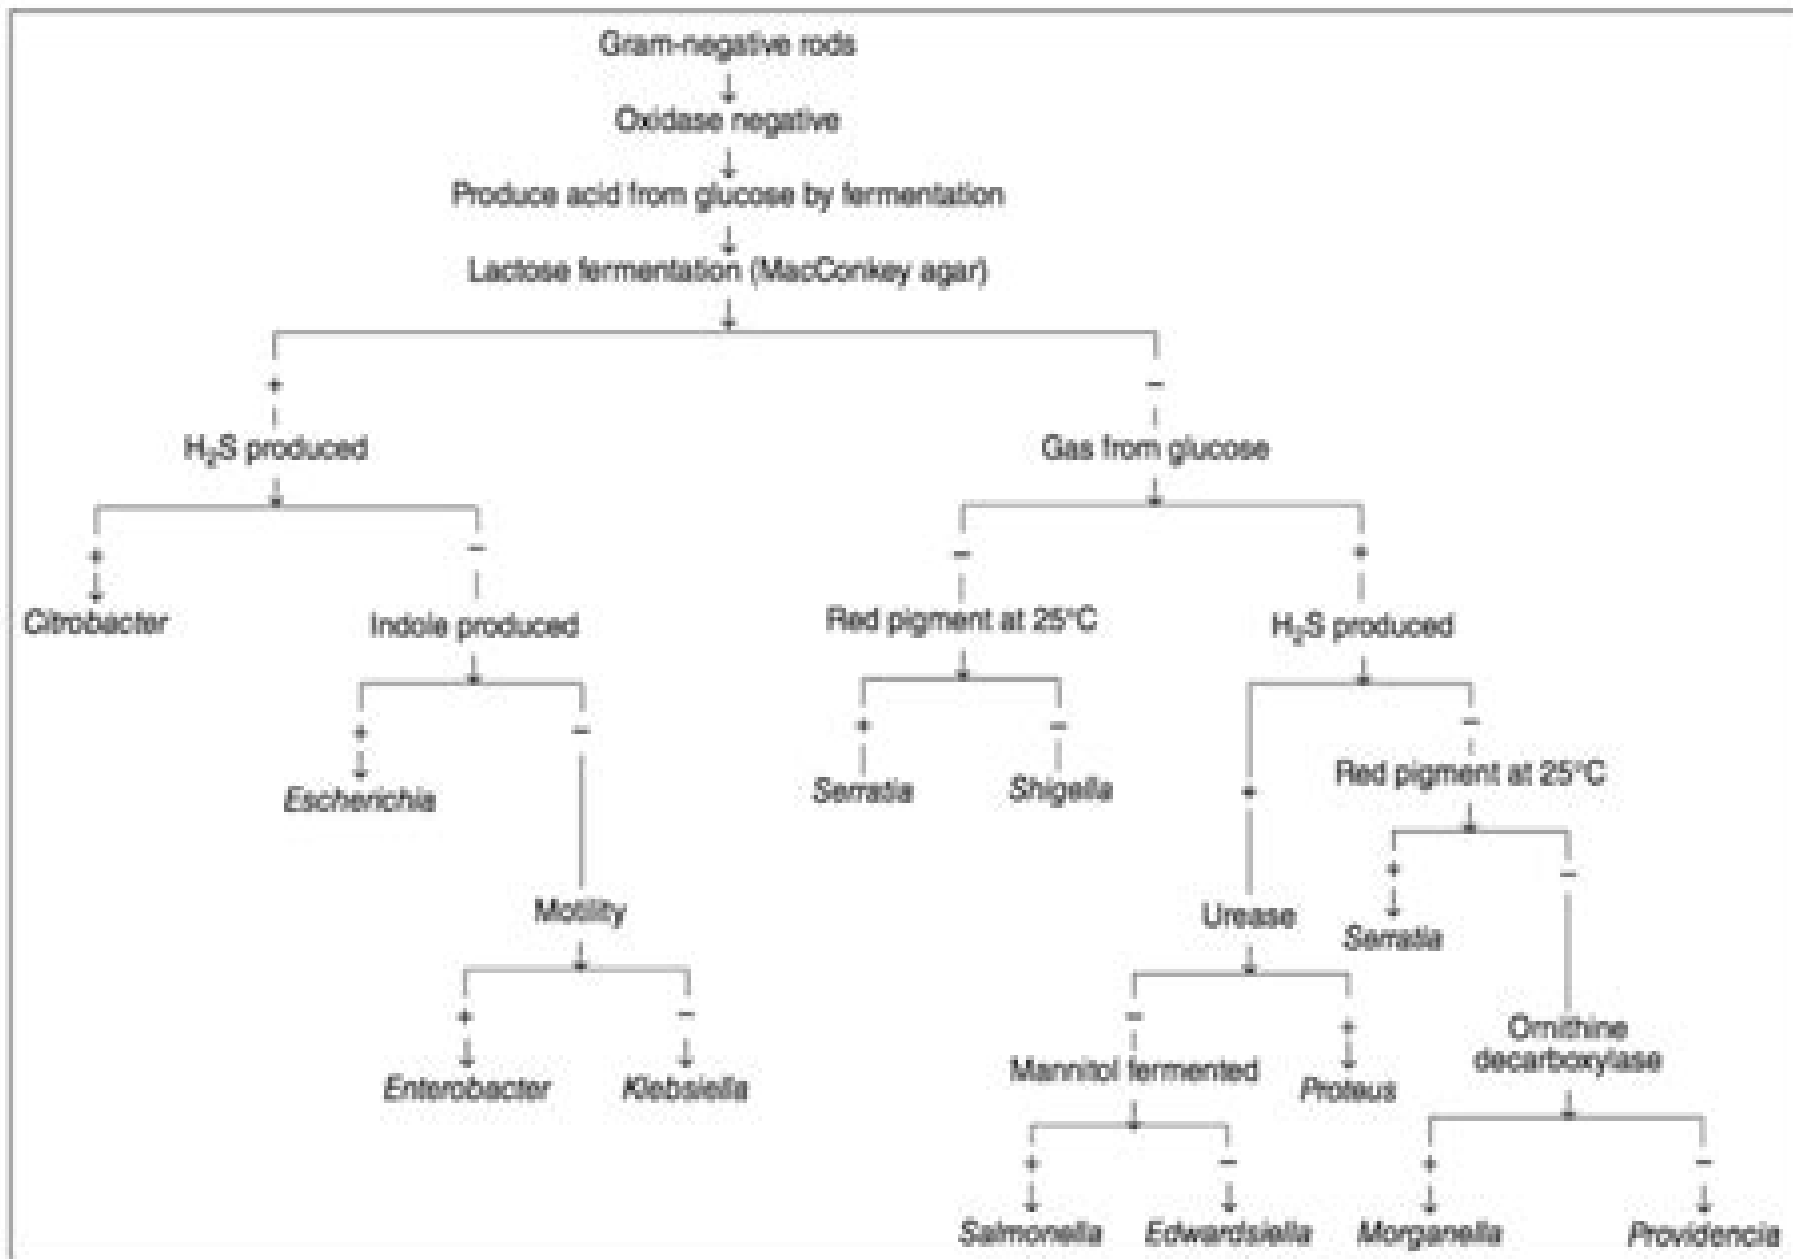 Gram-negative rods
Oxidase negative
Produce acid from glucose by fermentation
Lactose fermentation (MacConkey agar)
+ −
H₂S produced Gas from glucose
+ − − +
Citrobacter Indole produced Red pigment at 25°C H₂S produced
+ − + − + −
Escherichia Serratia Shigella Red pigment at 25°C
+ −
Motility Urease Serratia
+ − − +
Enterobacter Klebsiella Mannitol fermented Proteus Ornithine
decarboxylase
+ − + −
Salmonella Edwardsiella Morganella Providencia